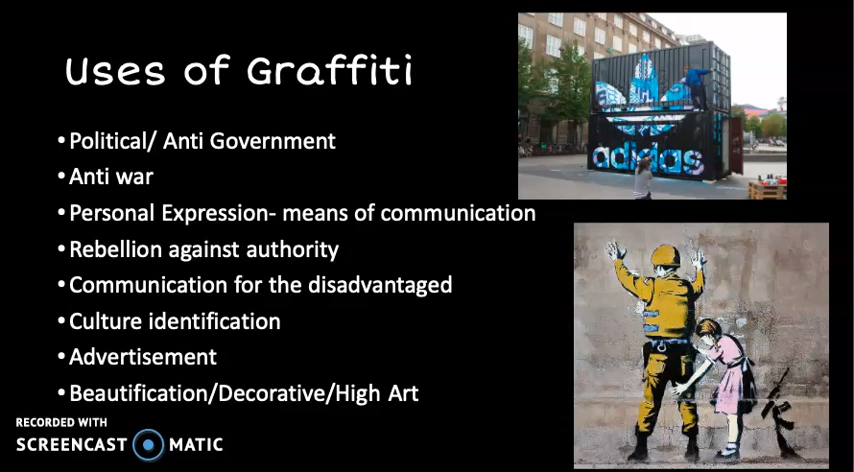 Uses of Graffiti
• Political/ Anti Government
• Anti war
• Personal Expression- means of communication
• Rebellion against authority
• Communication for the disadvantaged
• Culture identification
• Advertisement
• Beautification/Decorative/High Art
adidas
RECORDED WITH
SCREENCAST MATIC